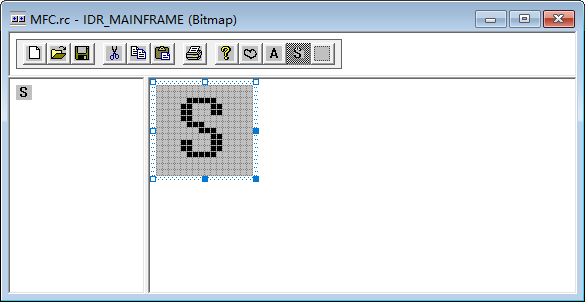 MFC.rc - IDR_MAINFRAME (Bitmap)
? A S
S
S